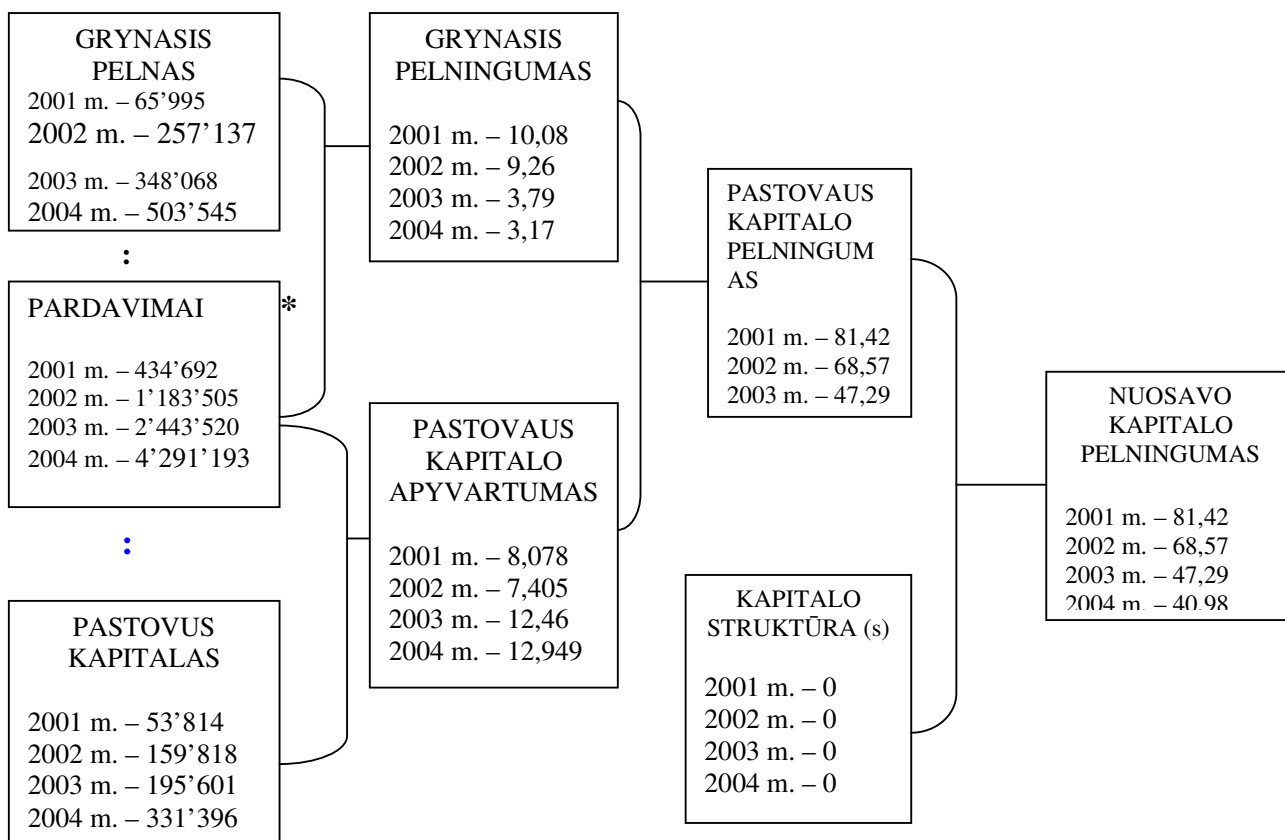 GRYNASIS
PELNAS
2001 m. – 65’995
2002 m. – 257’137
2003 m. – 348’068
2004 m. – 503’545
:
PARDAVIMAI
*
2001 m. – 434’692
2002 m. – 1’183’505
2003 m. – 2’443’520
2004 m. – 4’291’193
:
PASTOVUS
KAPITALAS
2001 m. – 53’814
2002 m. – 159’818
2003 m. – 195’601
2004 m. – 331’396
GRYNASIS
PELNINGUMAS
2001 m. – 10,08
2002 m. – 9,26
2003 m. – 3,79
2004 m. – 3,17
PASTOVAUS
KAPITALO
APYVARTUMAS
2001 m. – 8,078
2002 m. – 7,405
2003 m. – 12,46
2004 m. – 12,949
PASTOVAUS
KAPITALO
PELNINGUM
AS
2001 m. – 81,42
2002 m. – 68,57
2003 m. – 47,29
KAPITALO
STRUKTŪRA (s)
2001 m. – 0
2002 m. – 0
2003 m. – 0
2004 m. – 0
NUOSAVO
KAPITALO
PELNINGUMAS
2001 m. – 81,42
2002 m. – 68,57
2003 m. – 47,29
2004 m. – 40,98